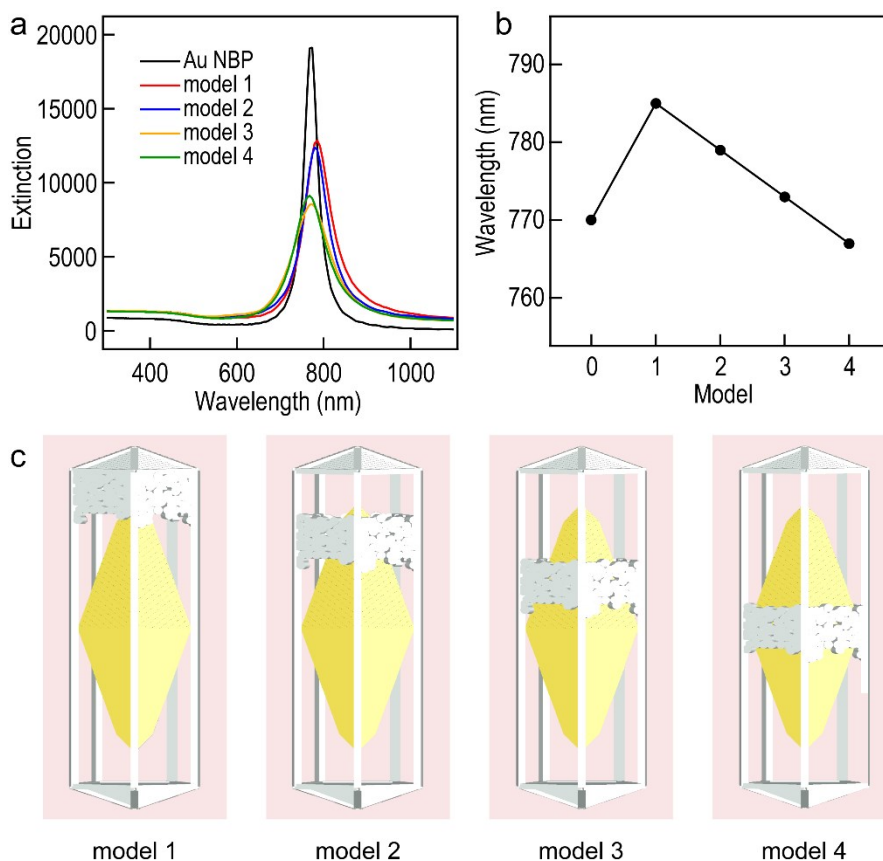 a
20000
15000
10000
5000
0
Extinction
Au NBP
model 1
model 2
model 3
model 4
400 600 800 1000
Wavelength (nm)
b
790
780
770
760
Wavelength (nm)
0 1 2 3 4
Model
c
model 1 model 2 model 3 model 4